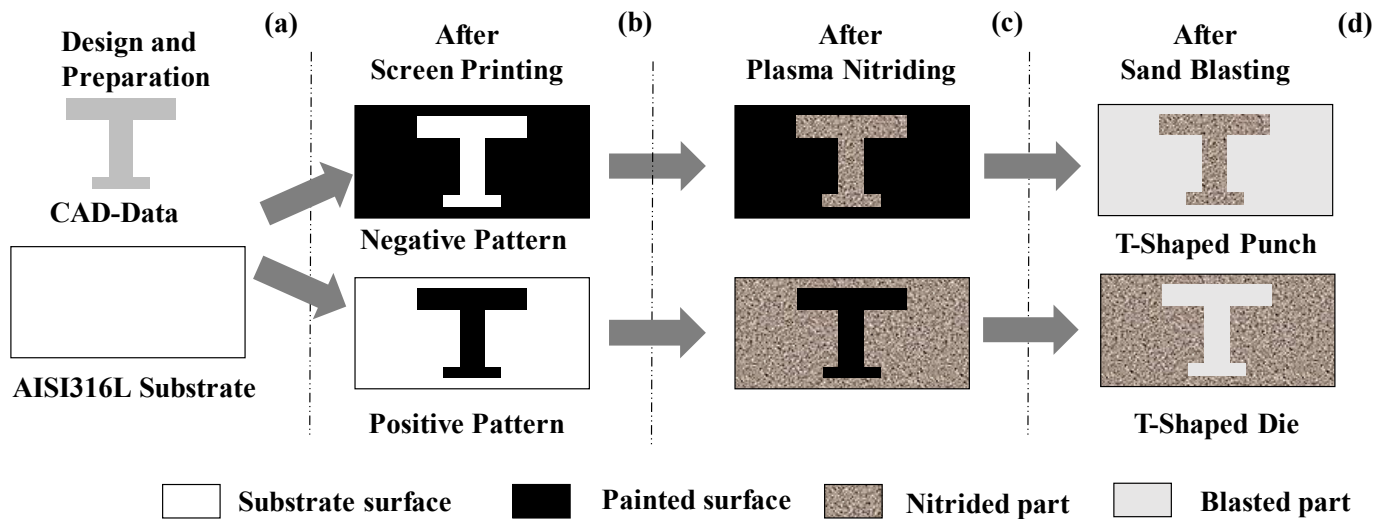 (a)
Design and
Preparation
CAD-Data
AISI316L Substrate
(b)
After
Screen Printing
Negative Pattern
Positive Pattern
(c)
After
Plasma Nitriding
(d)
After
Sand Blasting
T-Shaped Punch
T-Shaped Die
Substrate surface
Painted surface
Nitrided part
Blasted part